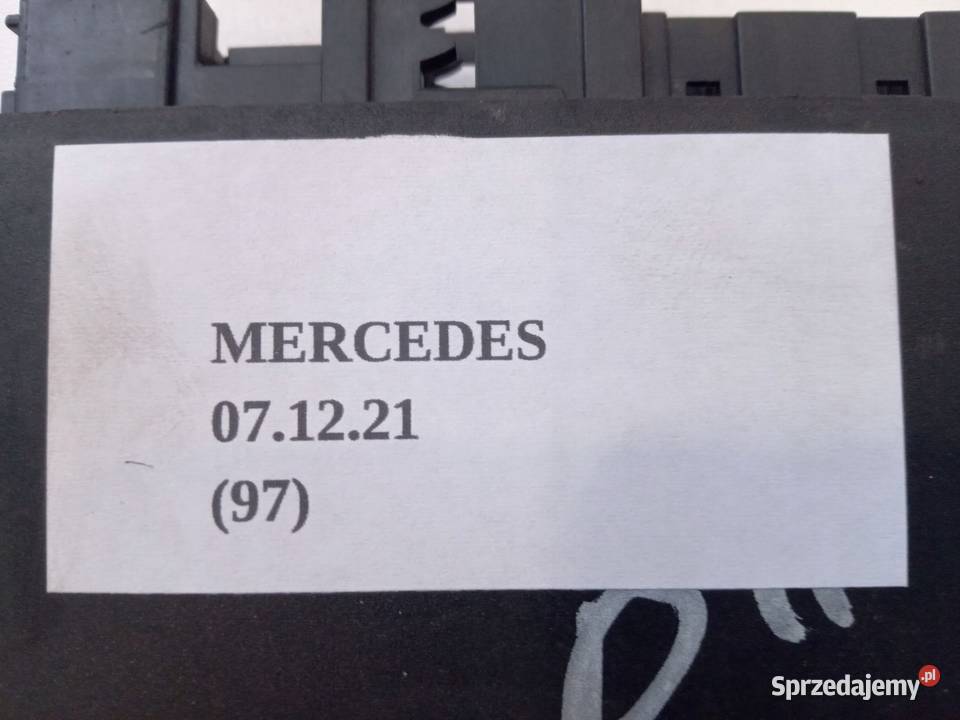 MERCEDES
07.12.21
(97)
Sprzedajemy.pl